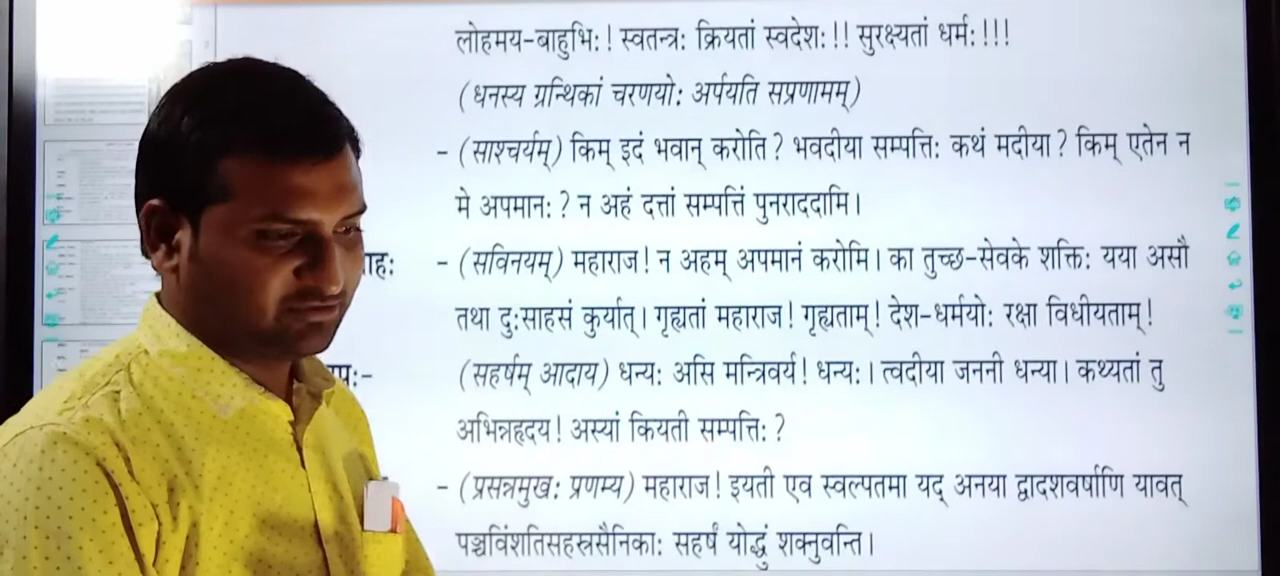 लोहमय-बाहुभिः! स्वतन्त्रः क्रियतां स्वदेशः!! सुरक्ष्यतां धर्मः!!!
(धनस्य ग्रन्थिकां चरणयोः अर्पयति सप्रणामम्)
- (साश्चर्यम्) किम् इदं भवान् करोति? भवदीया सम्पत्तिः कथं मदीया? किम् एतेन न
मे अपमानः? न अहं दत्तां सम्पत्तिं पुनराददामि।
- (सविनयम्) महाराज! न अहम् अपमानं करोमि। का तुच्छ-सेवके शक्तिः यया असौ
तथा दुःसाहसं कुर्यात्। गृह्यतां महाराज! गृह्यताम्! देश-धर्मयोः रक्षा विधीयताम्!
(सहर्षम् आदाय) धन्यः असि मन्त्रिवर्य! धन्यः। त्वदीया जननी धन्या। कथ्यतां तु
अभिन्नहृदय! अस्यां कियती सम्पत्तिः?
- (प्रसन्नमुखः प्रणम्य) महाराज! इयती एव स्वल्पतमा यद् अनया द्वादशवर्षाणि यावत्
पञ्चविंशतिसहस्रसैनिकाः सहर्षं योद्धुं शक्नुवन्ति।